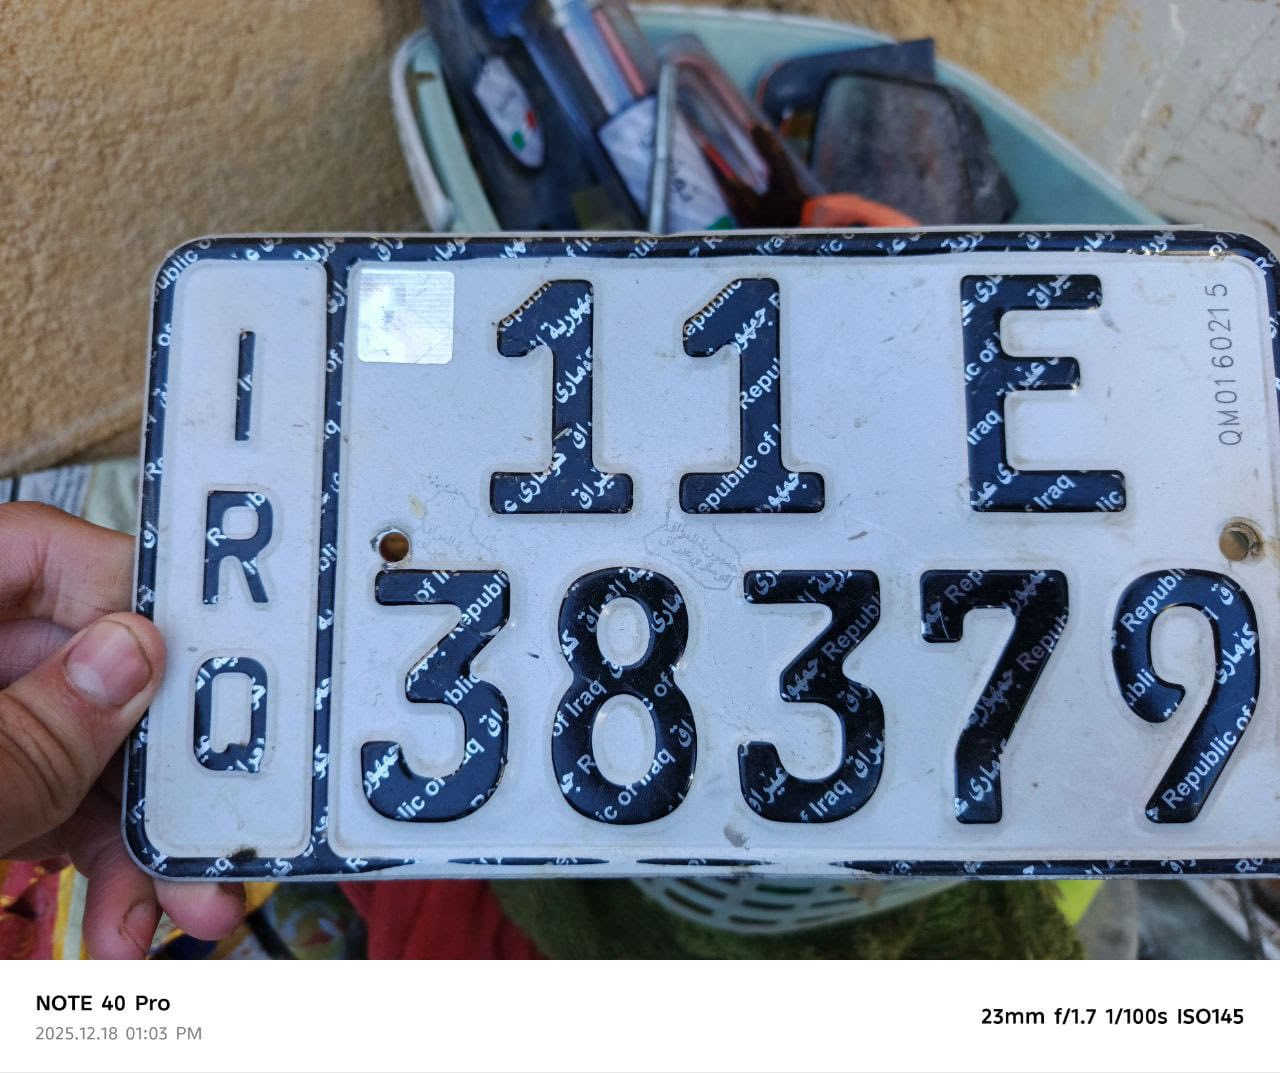 IRQ
11 E
QM0160215
38379
NOTE 40 Pro
2025.12.18 01:03 PM
23mm f/1.7 1/100s ISO145